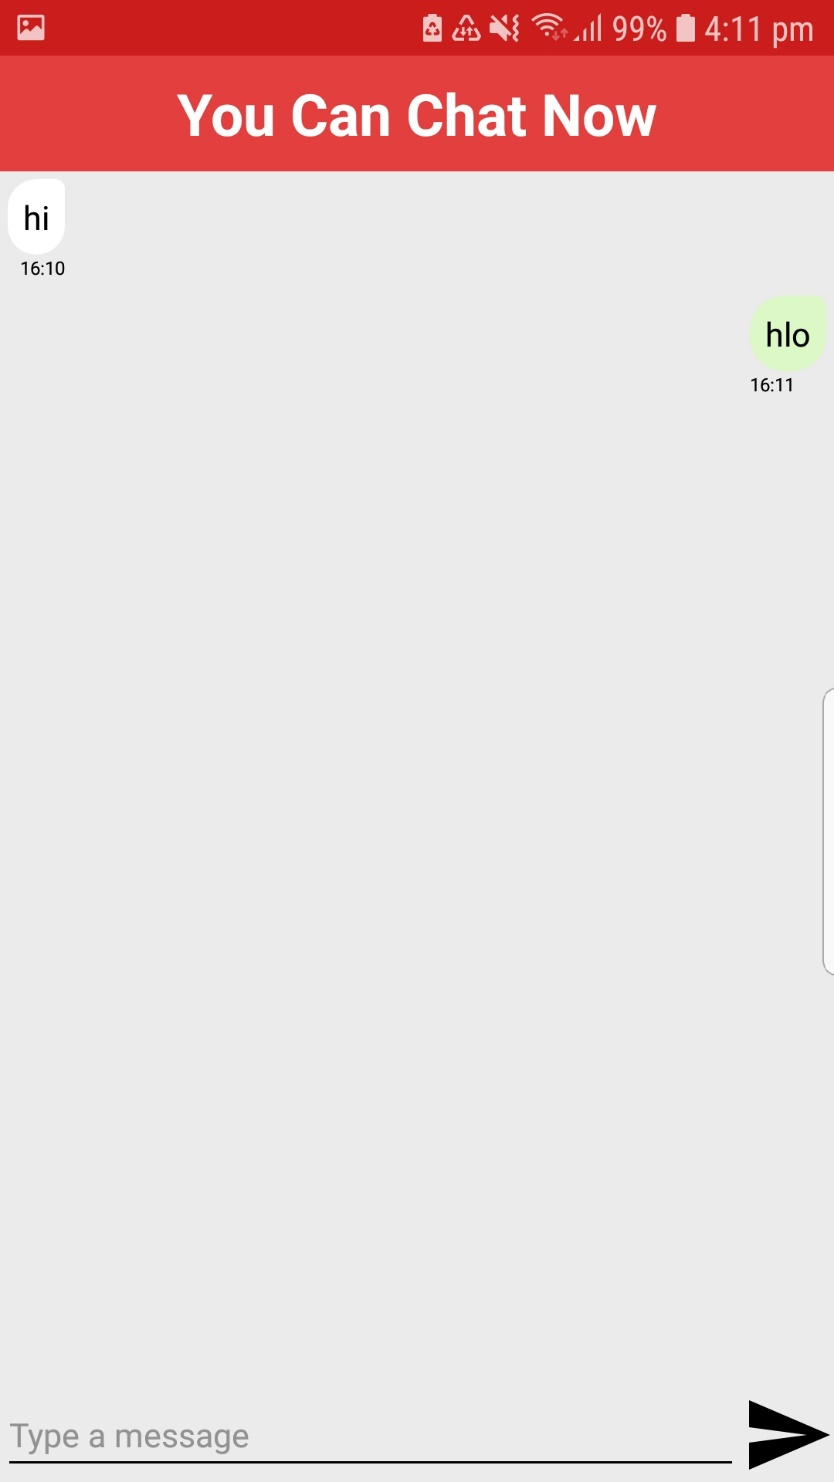 99% 4:11 pm
You Can Chat Now
hi
16:10
hlo
16:11
Type a message